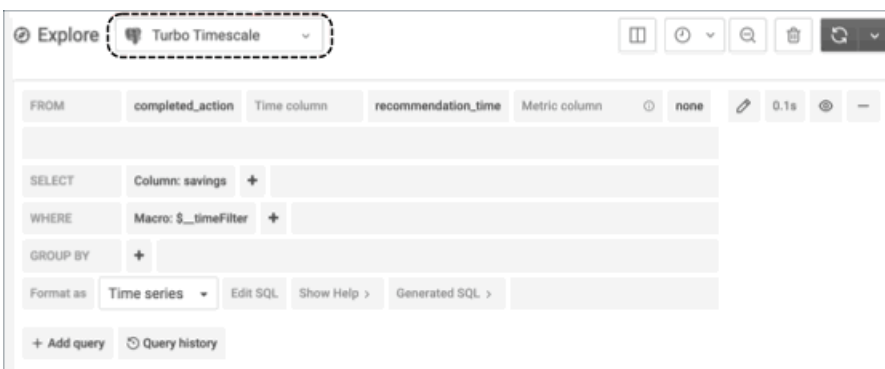 Explore Turbo Timescale
FROM completed_action Time column recommendation_time Metric column none 0.1s
SELECT Column: savings +
WHERE Macro: $__timeFilter +
GROUP BY +
Format as Time series Edit SQL Show Help > Generated SQL >
+ Add query Query history